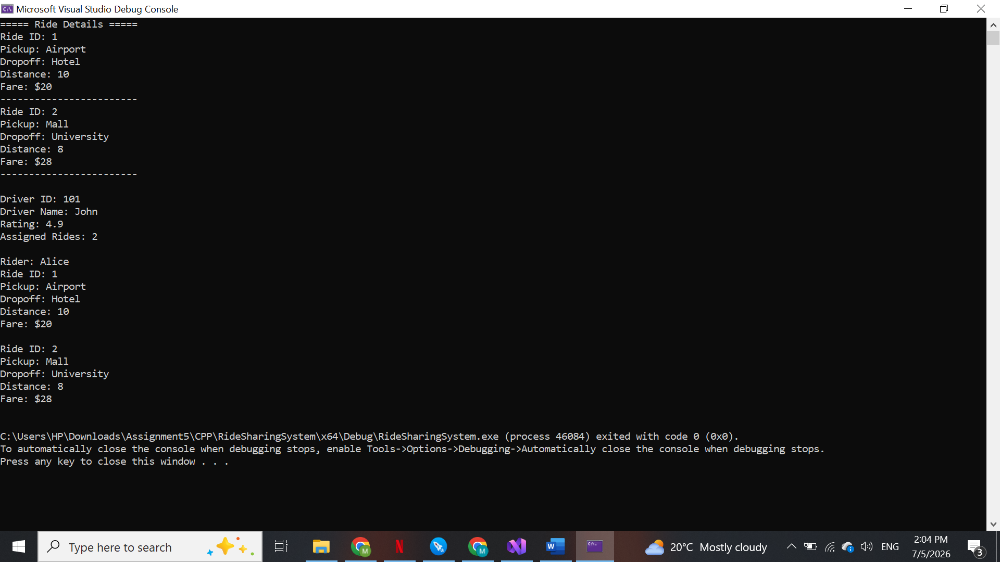 Microsoft Visual Studio Debug Console
===== Ride Details =====
Ride ID: 1
Pickup: Airport
Dropoff: Hotel
Distance: 10
Fare: $20
------------------------
Ride ID: 2
Pickup: Mall
Dropoff: University
Distance: 8
Fare: $28
------------------------
Driver ID: 101
Driver Name: John
Rating: 4.9
Assigned Rides: 2
Rider: Alice
Ride ID: 1
Pickup: Airport
Dropoff: Hotel
Distance: 10
Fare: $20
Ride ID: 2
Pickup: Mall
Dropoff: University
Distance: 8
Fare: $28
C:\Users\HP\Downloads\Assignment5\CPP\RideSharingSystem\x64\Debug\RideSharingSystem.exe (process 46084) exited with code 0 (0x0).
To automatically close the console when debugging stops, enable Tools->Options->Debugging->Automatically close the console when debugging stops.
Press any key to close this window . . .
Type here to search
20°C Mostly cloudy
ENG
2:04 PM
7/5/2026
3